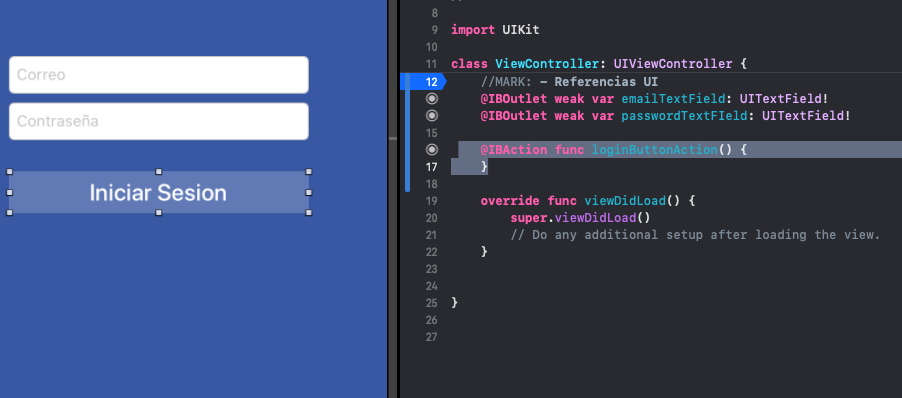 Correo
Contraseña
Iniciar Sesion
//
8
9 import UIKit
10
11 class ViewController: UIViewController {
12 //MARK: - Referencias UI
@IBOutlet weak var emailTextField: UITextField!
@IBOutlet weak var passwordTextFIeld: UITextField!
15
@IBAction func loginButtonAction() {
17 }
18
19 override func viewDidLoad() {
20 super.viewDidLoad()
21 // Do any additional setup after loading the view.
22 }
23
24
25 }
26
27